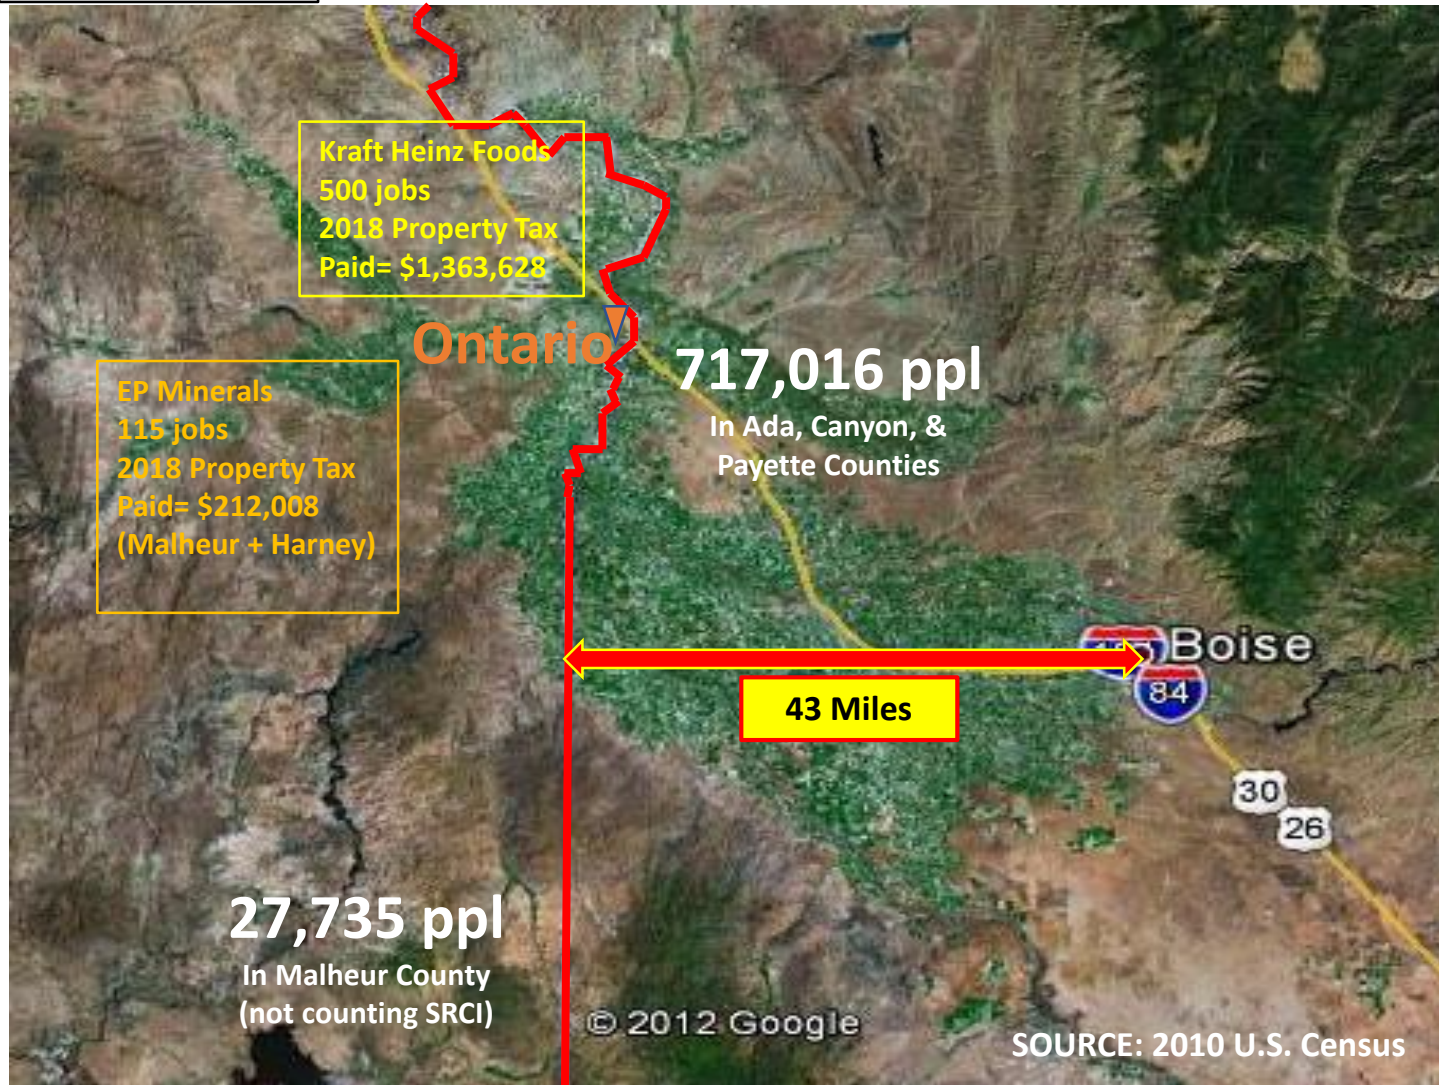 Kraft Heinz Foods
500 jobs
2018 Property Tax
Paid= $1,363,628
Ontario
EP Minerals
115 jobs
2018 Property Tax
Paid= $212,008
(Malheur + Harney)
717,016 ppl
In Ada, Canyon, &
Payette Counties
Boise
84
43 Miles
30
26
27,735 ppl
In Malheur County
(not counting SRCI)
© 2012 Google
SOURCE: 2010 U.S. Census